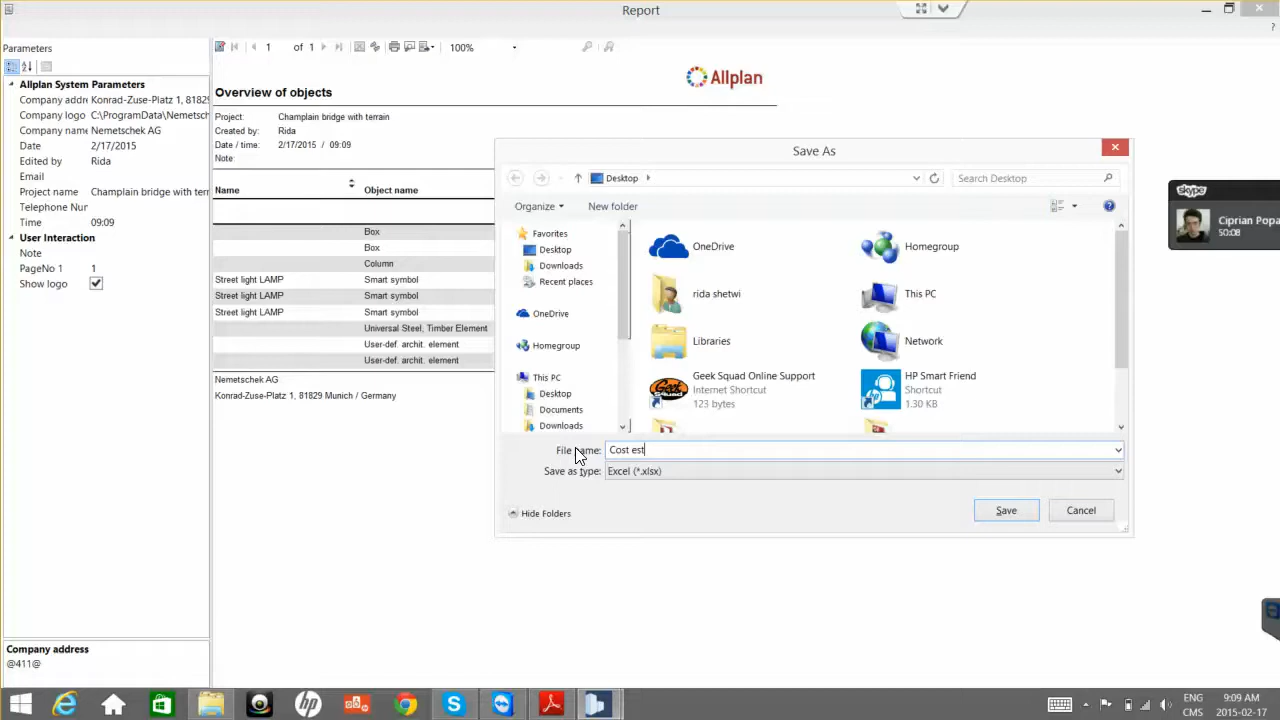 Report
?
Parameters
1 of 1
100%
Allplan System Parameters
Company addr Konrad-Zuse-Platz 1, 81829
Company logo C:\ProgramData\Nemetsch
Company name Nemetschek AG
Date 2/17/2015
Edited by Rida
Email
Project name Champlain bridge with terr
Telephone Nur
Time 09:09
User Interaction
Note
PageNo 1 1
Show logo
Allplan
Overview of objects
Project: Champlain bridge with terrain
Created by: Rida
Date / time: 2/17/2015 / 09:09
Note:
Name Object name
Box
Box
Column
Street light LAMP Smart symbol
Street light LAMP Smart symbol
Street light LAMP Smart symbol
Universal Steel, Timber Element
User-def. archit. element
User-def. archit. element
Nemetschek AG
Konrad-Zuse-Platz 1, 81829 Munich / Germany
Save As
Desktop
Search Desktop
Organize
New folder
Favorites
Desktop
Downloads
Recent places
OneDrive
Homegroup
This PC
Desktop
Documents
Downloads
OneDrive
Homegroup
rida shetwi
This PC
Libraries
Network
Geek Squad Online Support
Internet Shortcut
123 bytes
HP Smart Friend
Shortcut
1.30 KB
File name: Cost est
Save as type: Excel (*.xlsx)
Hide Folders
Save
Cancel
skype
Ciprian Popa
50:08
Company address
@411@
ENG
CMS
9:09 AM
2015-02-17